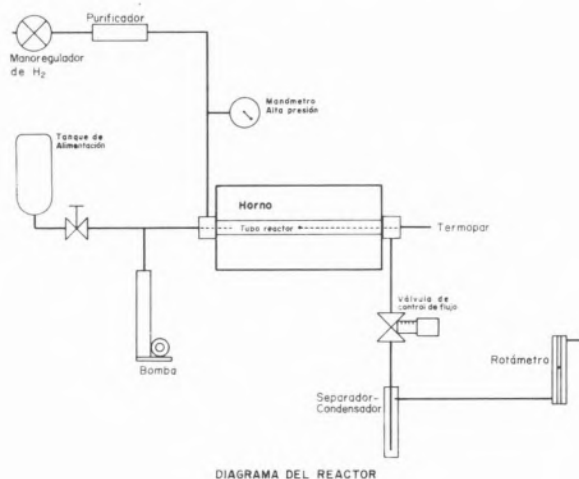 Purificador
Manoregulador
de H2
Manómetro
Alta presión
Tanque de
Alimentación
Horno
Tubo reactor
Termopar
Válvula de
control de flujo
Bomba
Rotámetro
Separador-
Condensador
DIAGRAMA DEL REACTOR